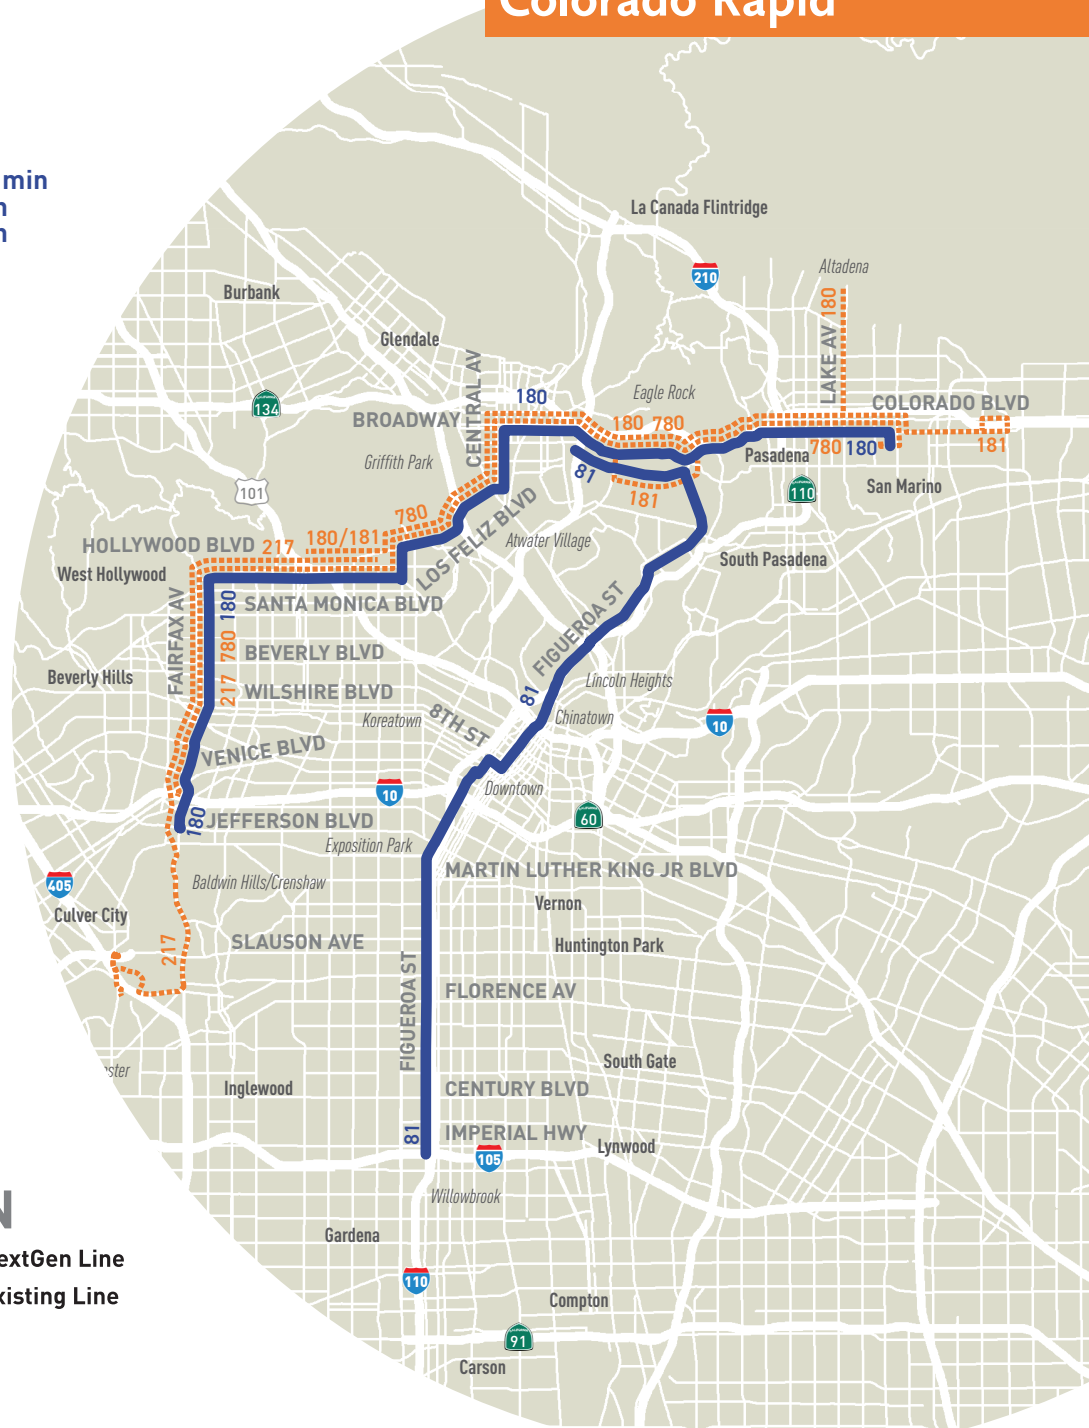 Colorado Rapid
min
La Canada Flintridge
210
Altadena
Burbank
180
LAKE AV
Glendale
CENTRAL AV
Eagle Rock
180
134
COLORADO BLVD
BROADWAY
180 780
780 180
181
Pasadena
Griffith Park
81
181
110
San Marino
101
780
LOS FELIZ BLVD
180/181
HOLLYWOOD BLVD
217
Atwater Village
West Hollywood
South Pasadena
FAIRFAX AV
180
SANTA MONICA BLVD
FIGUEROA ST
780
BEVERLY BLVD
Beverly Hills
217
WILSHIRE BLVD
81
Lincoln Heights
Koreatown
8TH ST
Chinatown
10
VENICE BLVD
10
Downtown
180
JEFFERSON BLVD
60
Exposition Park
MARTIN LUTHER KING JR BLVD
405
Baldwin Hills/Crenshaw
Vernon
Culver City
217
SLAUSON AVE
Huntington Park
FIGUEROA ST
FLORENCE AV
South Gate
Inglewood
CENTURY BLVD
81
IMPERIAL HWY
Lynwood
105
Willowbrook
N
Gardena
extGen Line
110
xisting Line
Compton
91
Carson